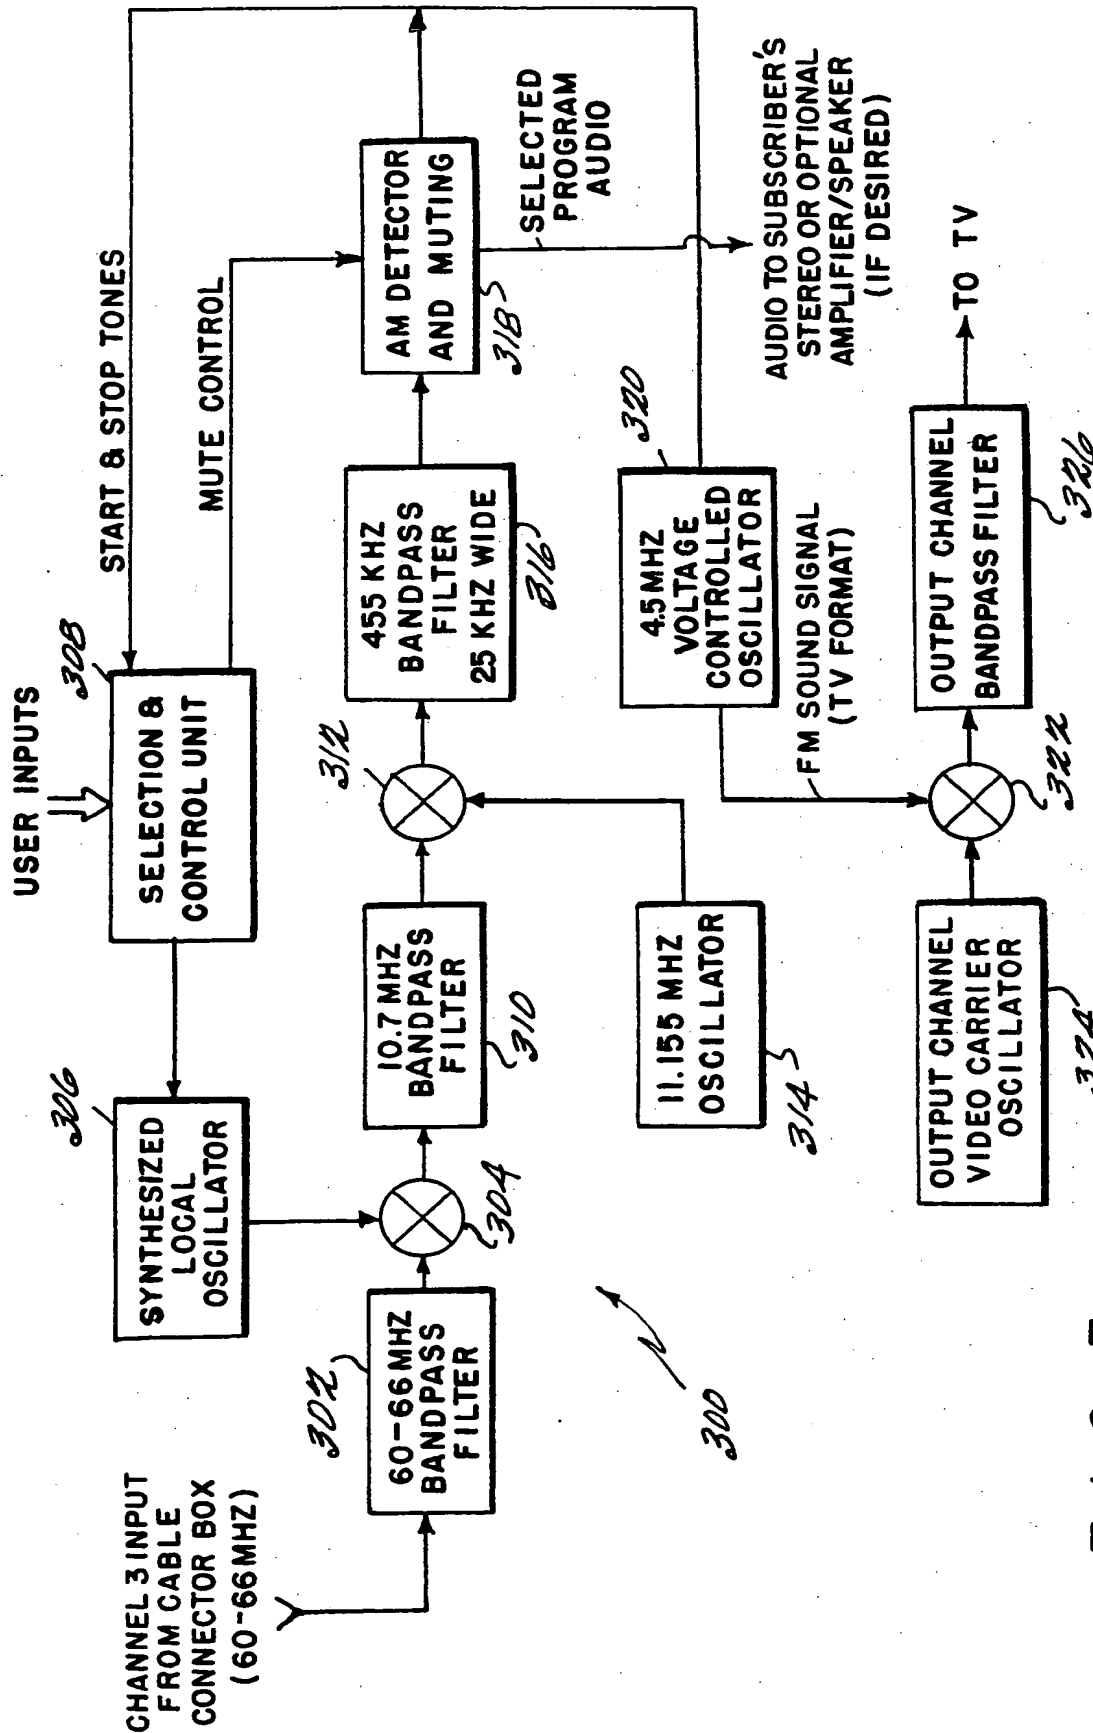 USER INPUTS
308
START & STOP TONES
SELECTION &
CONTROL UNIT
MUTE CONTROL
306
SYNTHESIZED
LOCAL
OSCILLATOR
CHANNEL 3 INPUT
FROM CABLE
CONNECTOR BOX
(60-66MHZ)
302
60-66MHZ
BANDPASS
FILTER
304
10.7 MHZ
BANDPASS
FILTER
310
312
455 KHZ
BANDPASS
FILTER
25 KHZ WIDE
316
AM DETECTOR
AND MUTING
318
SELECTED
PROGRAM
AUDIO
11.155 MHZ
OSCILLATOR
314
320
4.5MHZ
VOLTAGE
CONTROLLED
OSCILLATOR
AUDIO TO SUBSCRIBER'S
STEREO OR OPTIONAL
AMPLIFIER/SPEAKER
(IF DESIRED)
FM SOUND SIGNAL
(TV FORMAT)
300
OUTPUT CHANNEL
VIDEO CARRIER
OSCILLATOR
324
322
OUTPUT CHANNEL
BANDPASS FILTER
326
TO TV